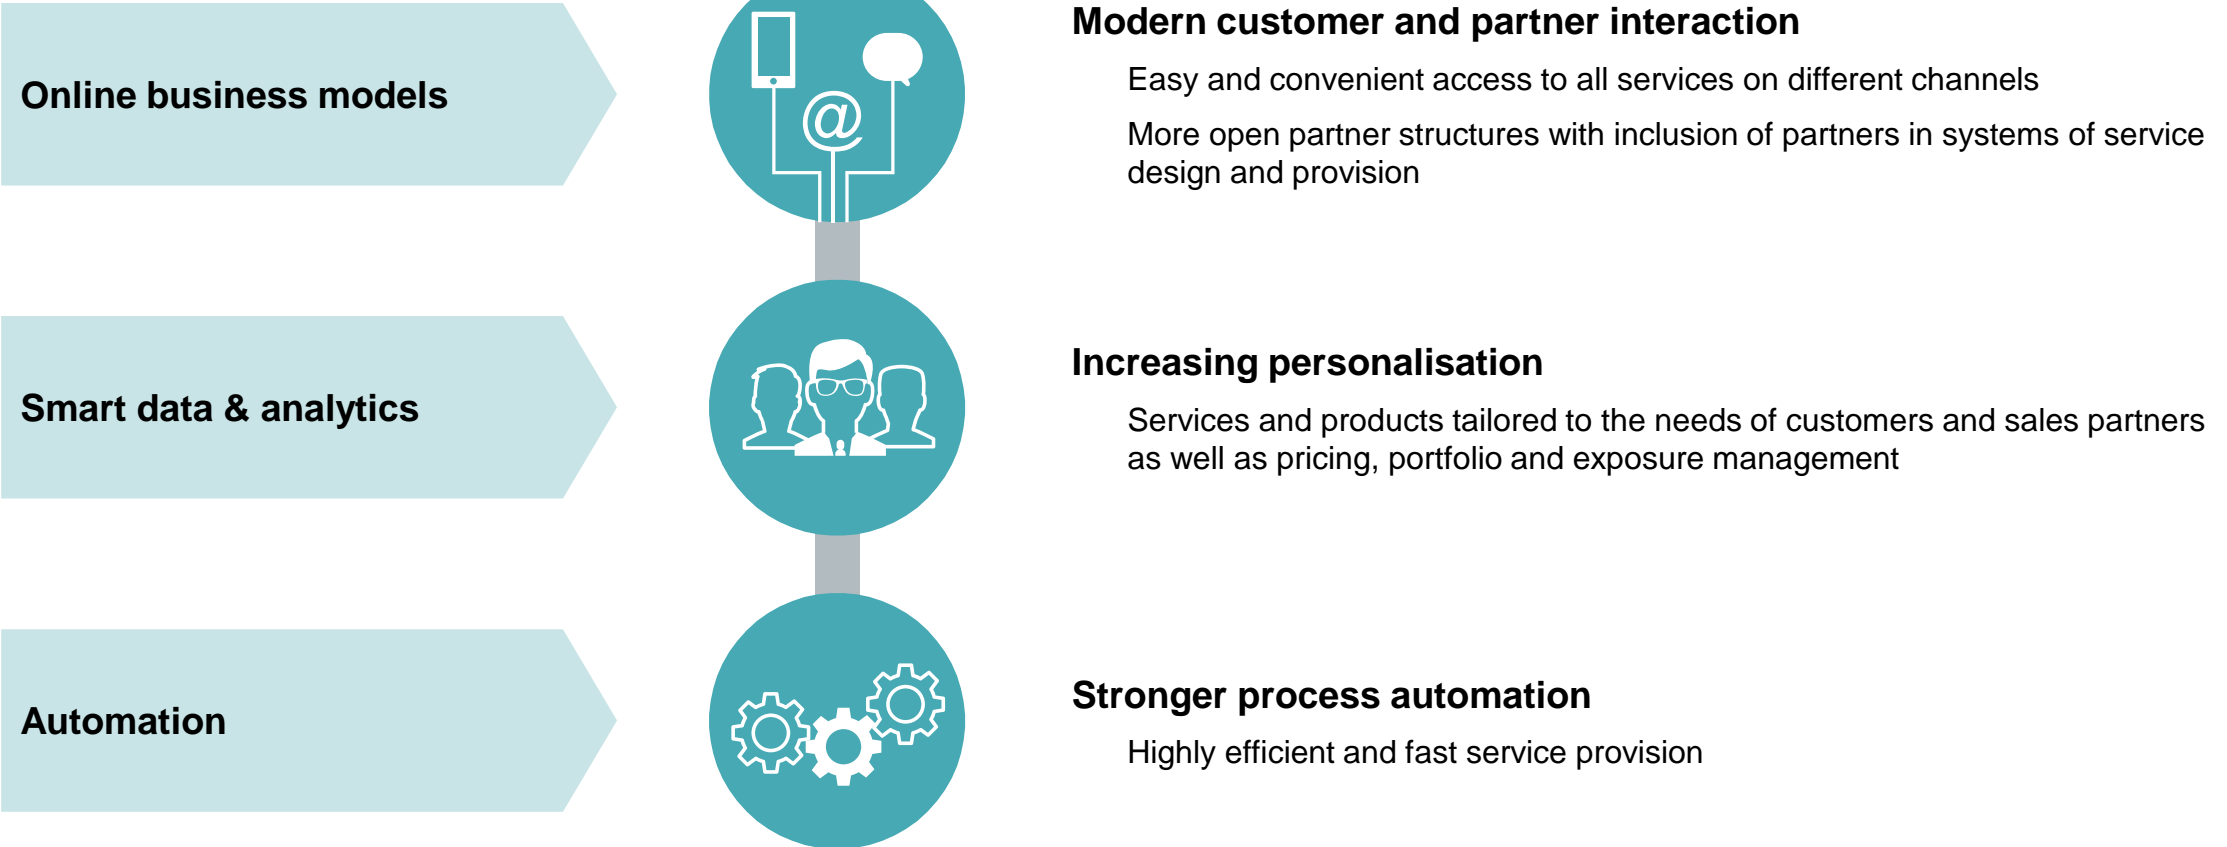 Online business models
@
Modern customer and partner interaction
Easy and convenient access to all services on different channels
More open partner structures with inclusion of partners in systems of service
design and provision
Smart data & analytics
Increasing personalisation
Services and products tailored to the needs of customers and sales partners
as well as pricing, portfolio and exposure management
Automation
Stronger process automation
Highly efficient and fast service provision